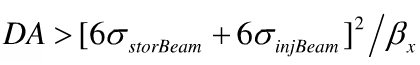 DA > [6σ_storBeam + 6σ_injBeam]² / β_x